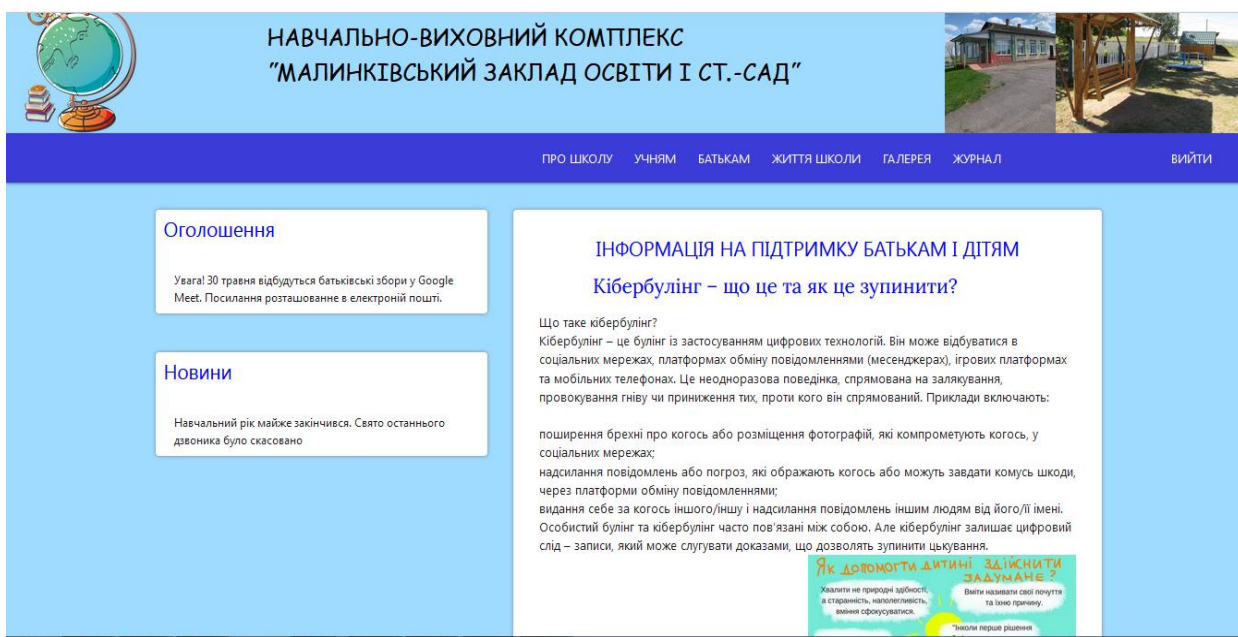 НАВЧАЛЬНО-ВИХОВНИЙ КОМПЛЕКС
"МАЛИНКІВСЬКИЙ ЗАКЛАД ОСВІТИ І СТ.-САД"
ПРО ШКОЛУ УЧНЯМ БАТЬКАМ ЖИТТЯ ШКОЛИ ГАЛЕРЕЯ ЖУРНАЛ ВИЙТИ
Оголошення
Увага! 30 травня відбудуться батьківські збори у Google
Meet. Посилання розташованне в електроній пошті.
Новини
Навчальний рік майже закінчився. Свято останнього
дзвоника було скасовано
ІНФОРМАЦІЯ НА ПІДТРИМКУ БАТЬКАМ І ДІТЯМ
Кібербулінг – що це та як це зупинити?
Що таке кібербулінг?
Кібербулінг – це булінг із застосуванням цифрових технологій. Він може відбуватися в
соціальних мережах, платформах обміну повідомленнями (месенджерах), ігрових платформах
та мобільних телефонах. Це неодноразова поведінка, спрямована на залякування,
провокування гніву чи приниження тих, проти кого він спрямований. Приклади включають:
поширення брехні про когось або розміщення фотографій, які компрометують когось, у
соціальних мережах;
надсилання повідомлень або погроз, які ображають когось або можуть завдати комусь шкоди,
через платформи обміну повідомленнями;
видання себе за когось іншого/іншу і надсилання повідомлень іншим людям від його/її імені.
Особистий булінг та кібербулінг часто пов'язані між собою. Але кібербулінг залишає цифровий
слід – записи, який може слугувати доказами, що дозволять зупинити цькування.
Як допомогти дитині здійснити
задумане?
Хвалити не природні здібності,
а старанність, наполегливість,
вміння сфокусуватися.
Вміти називати свої почуття
та їхню причину.
"Інколи перше рішення